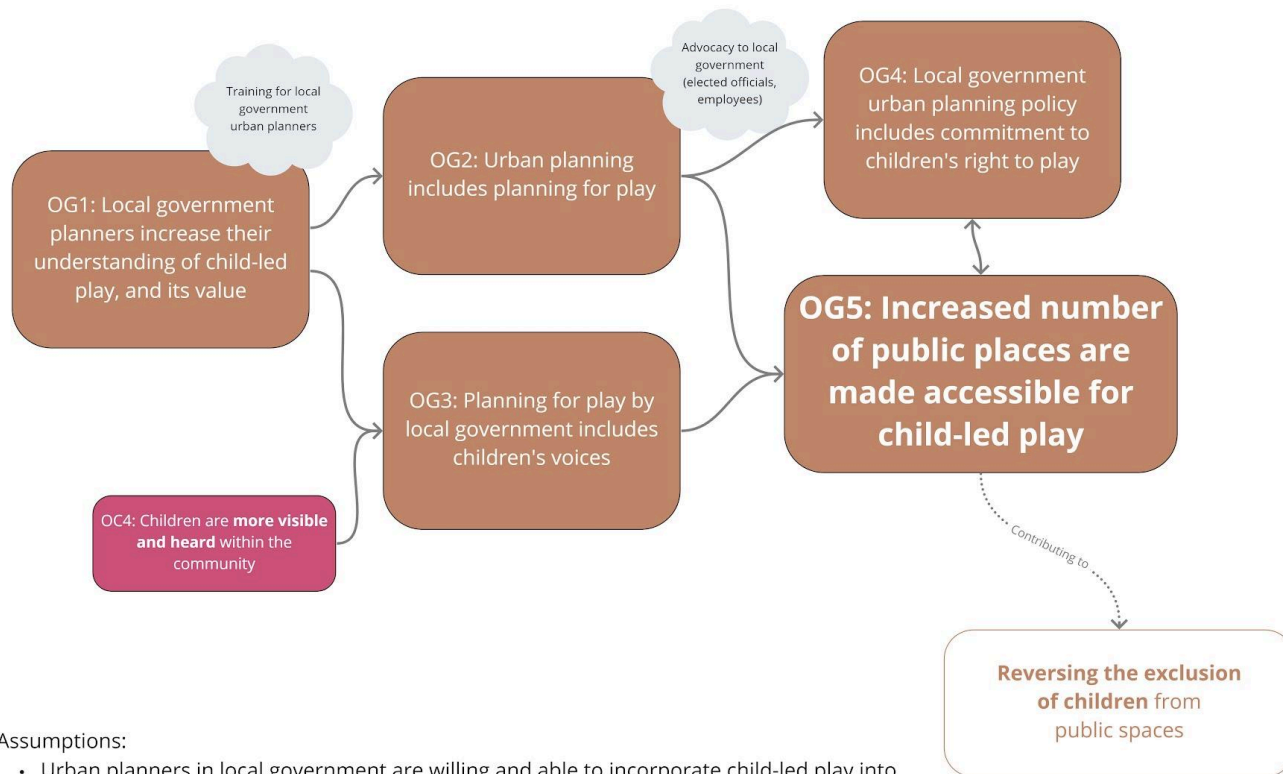 Training for local
government
urban planners
OG1: Local government
planners increase their
understanding of child-led
play, and its value
OG2: Urban planning
includes planning for play
Advocacy to local
government
(elected officials,
employees)
OG4: Local government
urban planning policy
includes commitment to
children's right to play
OG3: Planning for play by
local government includes
children's voices
OC4: Children are more visible
and heard within the
community
OG5: Increased number
of public places are
made accessible for
child-led play
Contributing to
Reversing the exclusion
of children from
public spaces
Assumptions:
• Urban planners in local government are willing and able to incorporate child-led play into